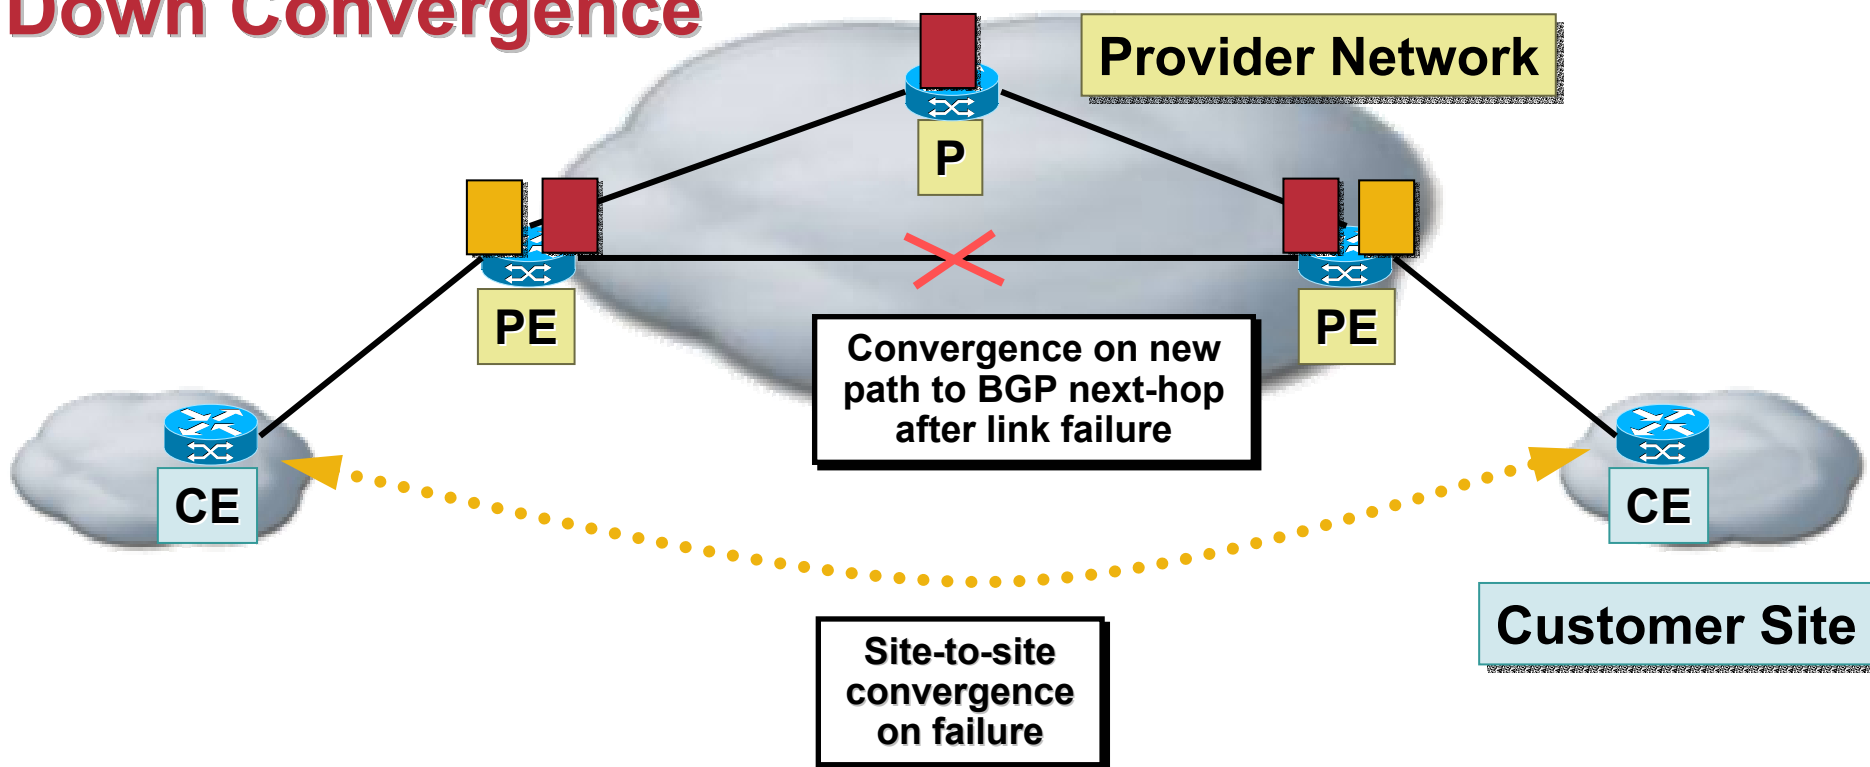 Down Convergence
Provider Network
P
PE
PE
Convergence on new
path to BGP next-hop
after link failure
CE
CE
Customer Site
Site-to-site
convergence
on failure